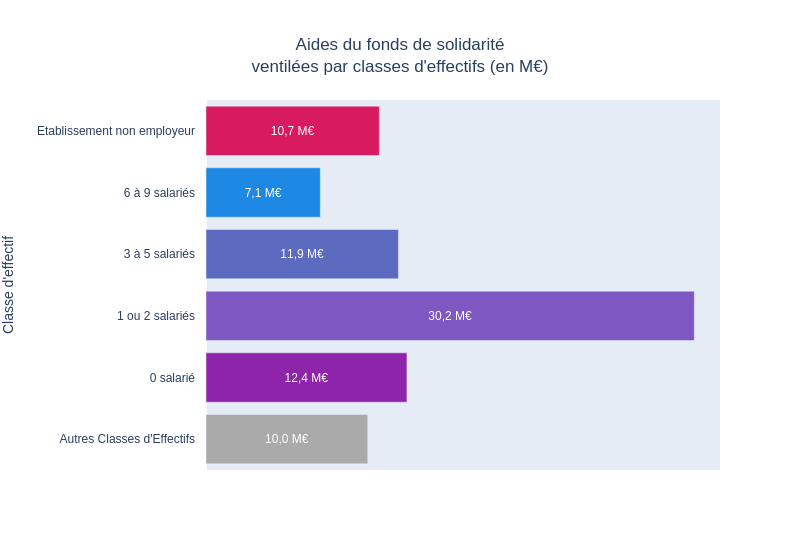 Aides du fonds de solidarité
ventilées par classes d'effectifs (en M€)
Classe d'effectif
Etablissement non employeur
10,7 M€
6 à 9 salariés
7,1 M€
3 à 5 salariés
11,9 M€
1 ou 2 salariés
30,2 M€
0 salarié
12,4 M€
Autres Classes d'Effectifs
10,0 M€